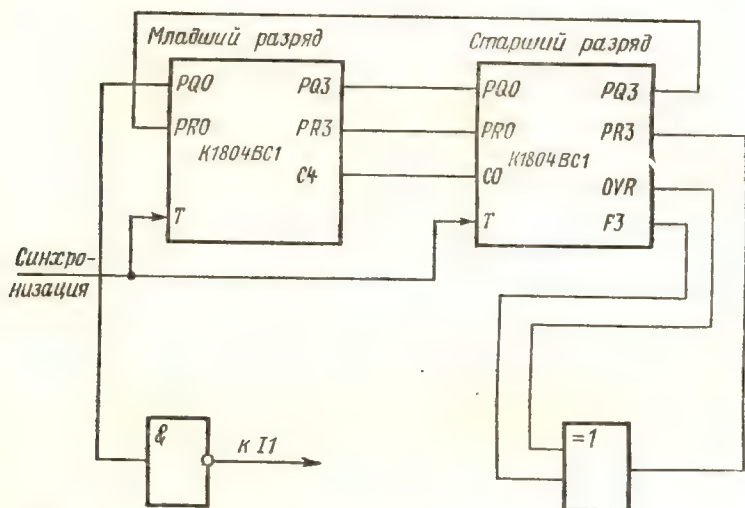 Младший разряд
Старший разряд
PQ0 PQ3
PR0 PR3
К1804ВС1
C4
T
PQ0 PQ3
PR0 PR3
К1804ВС1
C0 OVR
T F3
Синхро-
низация
& к I1
=1